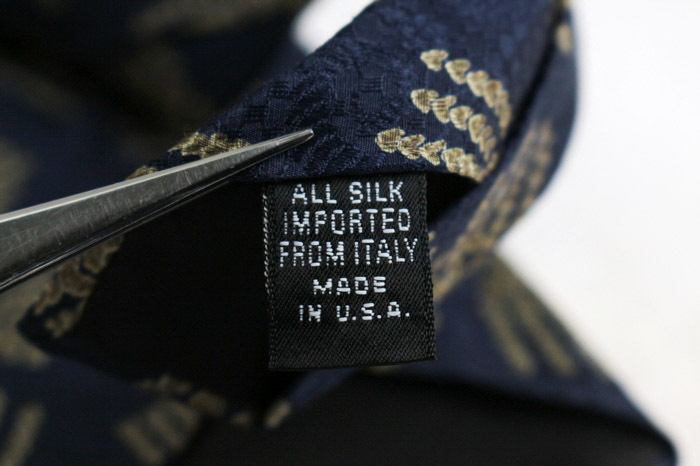 ALL SILK
IMPORTED
FROM ITALY
MADE
IN U.S.A.